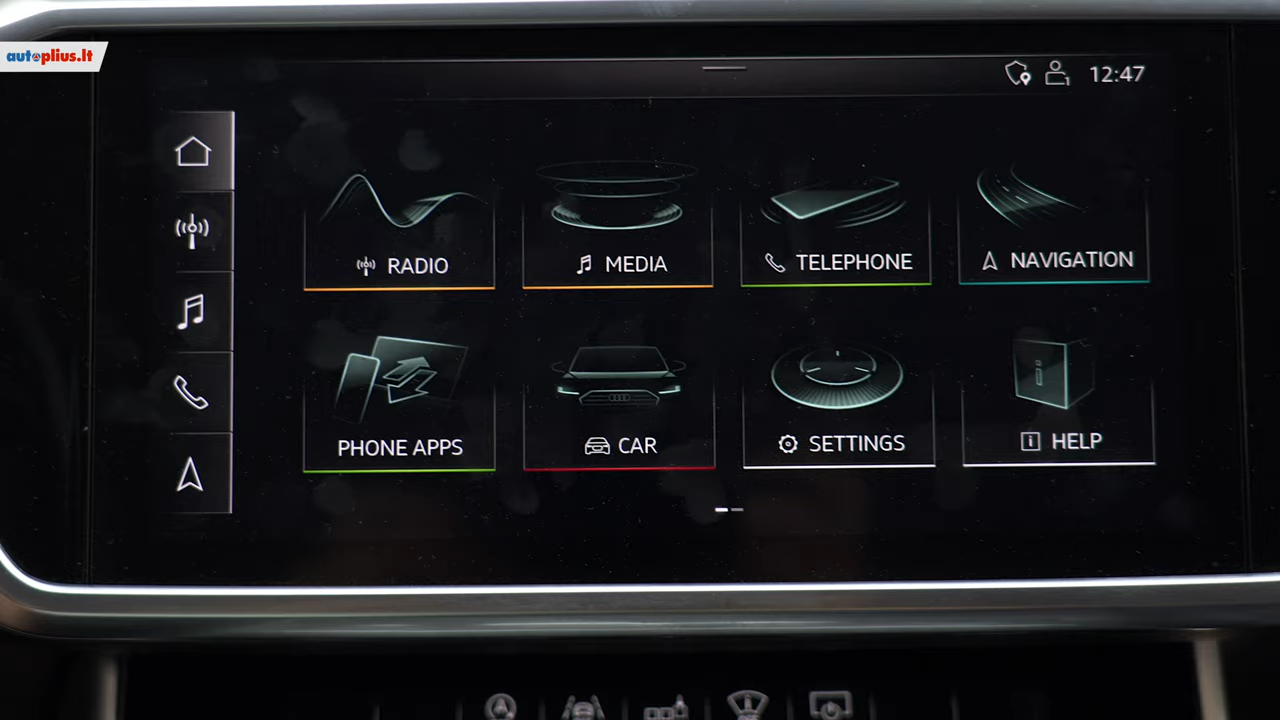 autoplius.lt
12:47
RADIO
MEDIA
TELEPHONE
NAVIGATION
PHONE APPS
CAR
SETTINGS
HELP